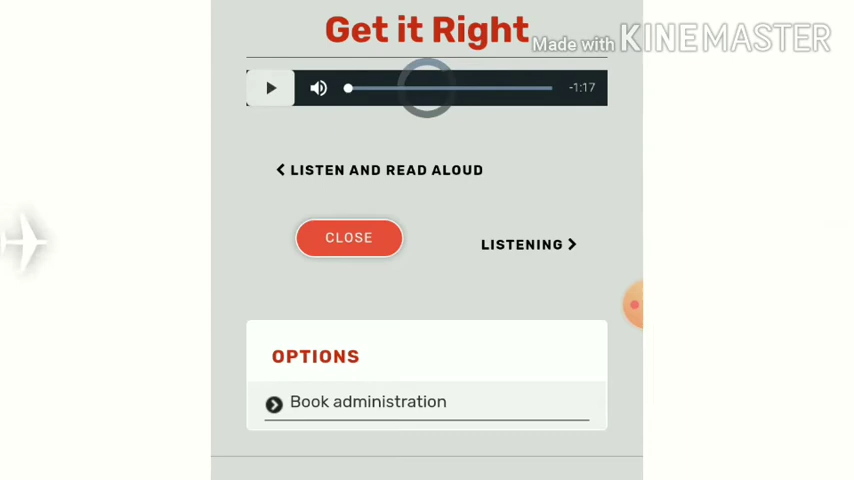 Get it Right
Made with KINEMASTER
-1:17
LISTEN AND READ ALOUD
CLOSE
LISTENING
OPTIONS
Book administration